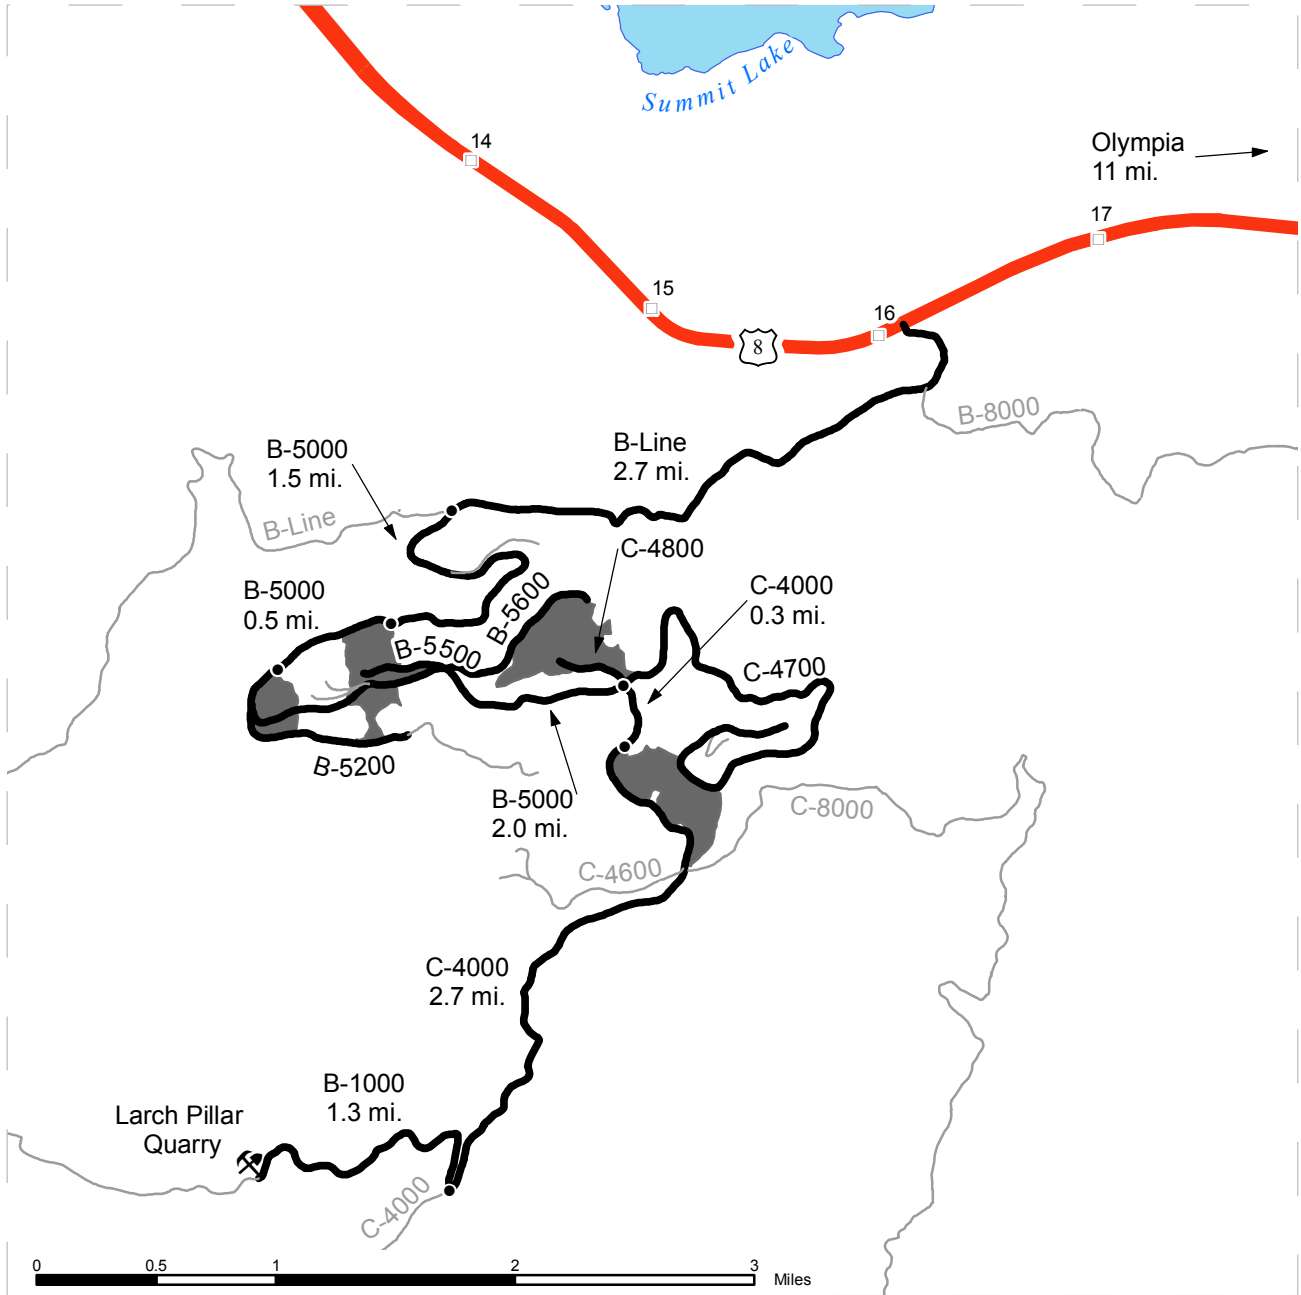 Summit Lake
14
Olympia
11 mi.
17
15
16
8
B-8000
B-Line
2.7 mi.
B-5000
1.5 mi.
B-Line
C-4800
B-5000
0.5 mi.
B-5600
C-4000
0.3 mi.
B-5500
C-4700
B-5200
B-5000
2.0 mi.
C-8000
C-4600
C-4000
2.7 mi.
B-1000
1.3 mi.
Larch Pillar
Quarry
C-4000
0 0.5 1 2 3
Miles